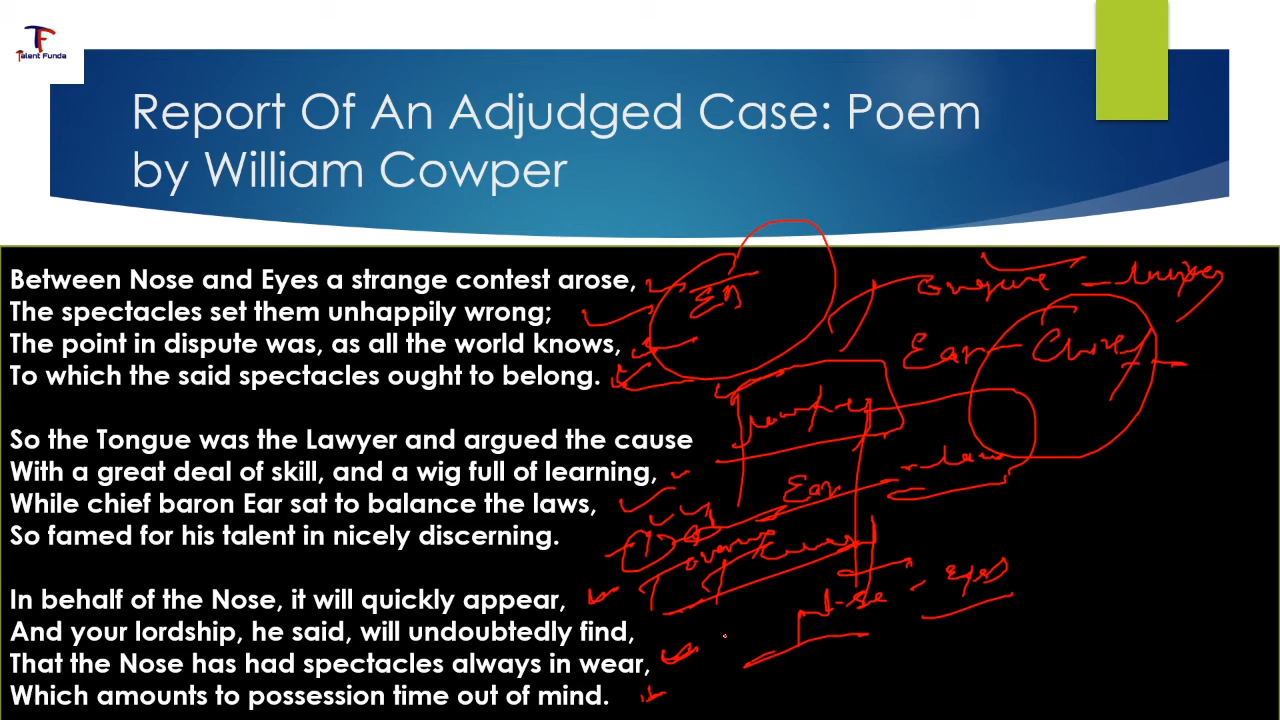 TF
Talent Funda
Report Of An Adjudged Case: Poem
by William Cowper
Between Nose and Eyes a strange contest arose,
The spectacles set them unhappily wrong;
The point in dispute was, as all the world knows,
To which the said spectacles ought to belong.
So the Tongue was the Lawyer and argued the cause
With a great deal of skill, and a wig full of learning,
While chief baron Ear sat to balance the laws,
So famed for his talent in nicely discerning.
In behalf of the Nose, it will quickly appear,
And your lordship, he said, will undoubtedly find,
That the Nose has had spectacles always in wear,
Which amounts to possession time out of mind.
Ear
Ear
law
Eyes